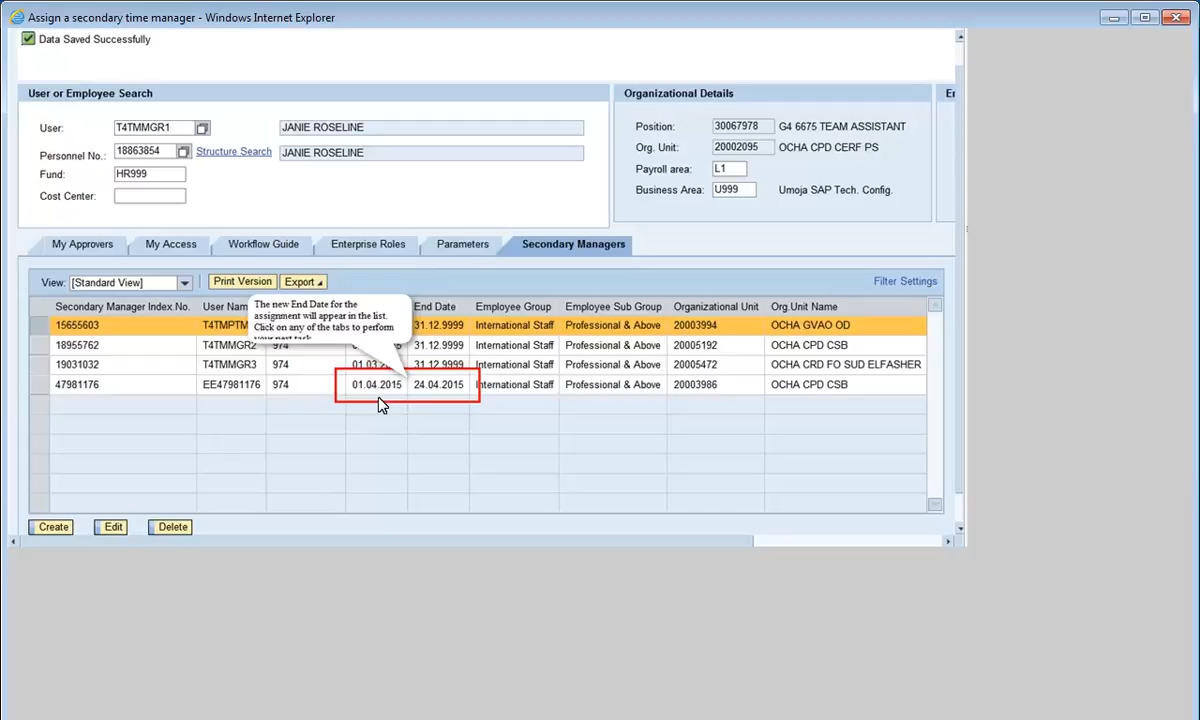 Assign a secondary time manager - Windows Internet Explorer
Data Saved Successfully
User or Employee Search
Organizational Details
User: T4TMMGR1 JANIE ROSELINE
Personnel No.: 18863854 Structure Search JANIE ROSELINE
Fund: HR999
Cost Center:
Position: 30067978 G4 6675 TEAM ASSISTANT
Org. Unit: 20002095 OCHA CPD CERF PS
Payroll area: L1
Business Area: U999 Umoja SAP Tech. Config.
My Approvers My Access Workflow Guide Enterprise Roles Parameters Secondary Managers
View: [Standard View] Print Version Export Filter Settings
The new End Date for the
assignment will appear in the list.
Click on any of the tabs to perform
your next task
Secondary Manager Index No. User End Date Employee Group Employee Sub Group Organizational Unit Org.Unit Name
15655603 31.12.9999 International Staff Professional & Above 20003994 OCHA GVAO OD
18955762 T4TMMGR2 974 31.12.9999 International Staff Professional & Above 20005192 OCHA CPD CSB
19031032 T4TMMGR3 974 31.12.9999 International Staff Professional & Above 20005472 OCHA CRD FO SUD ELFASHER
47981176 EE47981176 974 01.04.2015 24.04.2015 International Staff Professional & Above 20003986 OCHA CPD CSB
Create Edit Delete